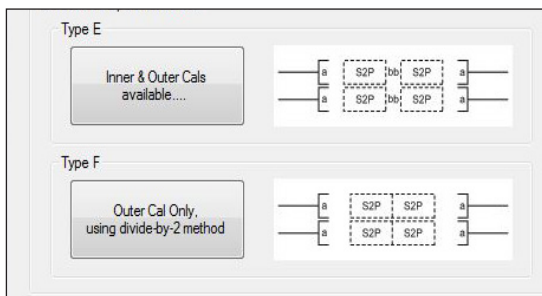 Type E
Inner & Outer Cals
available....
a S2P bb S2P a
a S2P bb S2P a
Type F
Outer Cal Only,
using divide-by-2 method
a S2P S2P a
a S2P S2P a